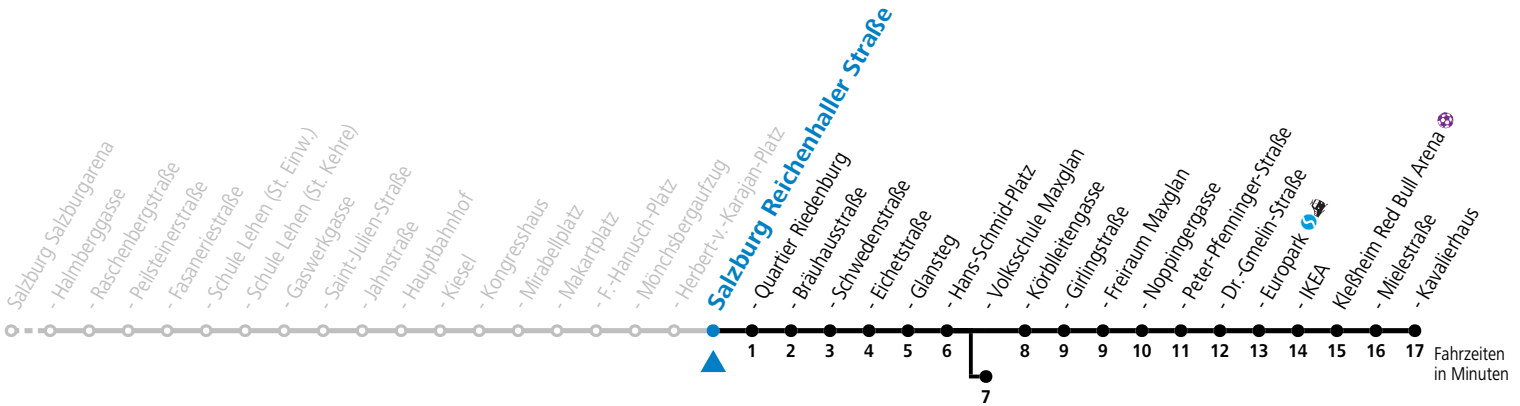 Salzburg Salzburgarena
- Halmberggasse
- Raschenbergstraße
- Peilsteinerstraße
- Fasaneriestraße
- Schule Lehen (St. Einw.)
- Schule Lehen (St. Kehre)
- Gaswerkgasse
- Saint-Julien-Straße
- Jahnstraße
- Hauptbahnhof
- Kiesel
- Kongresshaus
- Mirabellplatz
- Makartplatz
- F.-Hanusch-Platz
- Mönchsbergaufzug
- Herbert-v.-Karajan-Platz
Salzburg Reichenhaller Straße
- Quartier Riedenburg
- Bräuhausstraße
- Schwedenstraße
- Eichetstraße
- Glansteg
- Hans-Schmid-Platz
- Volksschule Maxglan
- Körblleitengasse
- Girlingstraße
- Freiraum Maxglan
- Noppingergasse
- Peter-Pfenninger-Straße
- Dr.-Gmelin-Straße
- Europark
- IKEA
Kleßheim Red Bull Arena
- Mielestraße
- Kavalierhaus
1 2 3 4 5 6 8 9 9 10 11 12 13 14 15 16 17
7
Fahrzeiten
in Minuten